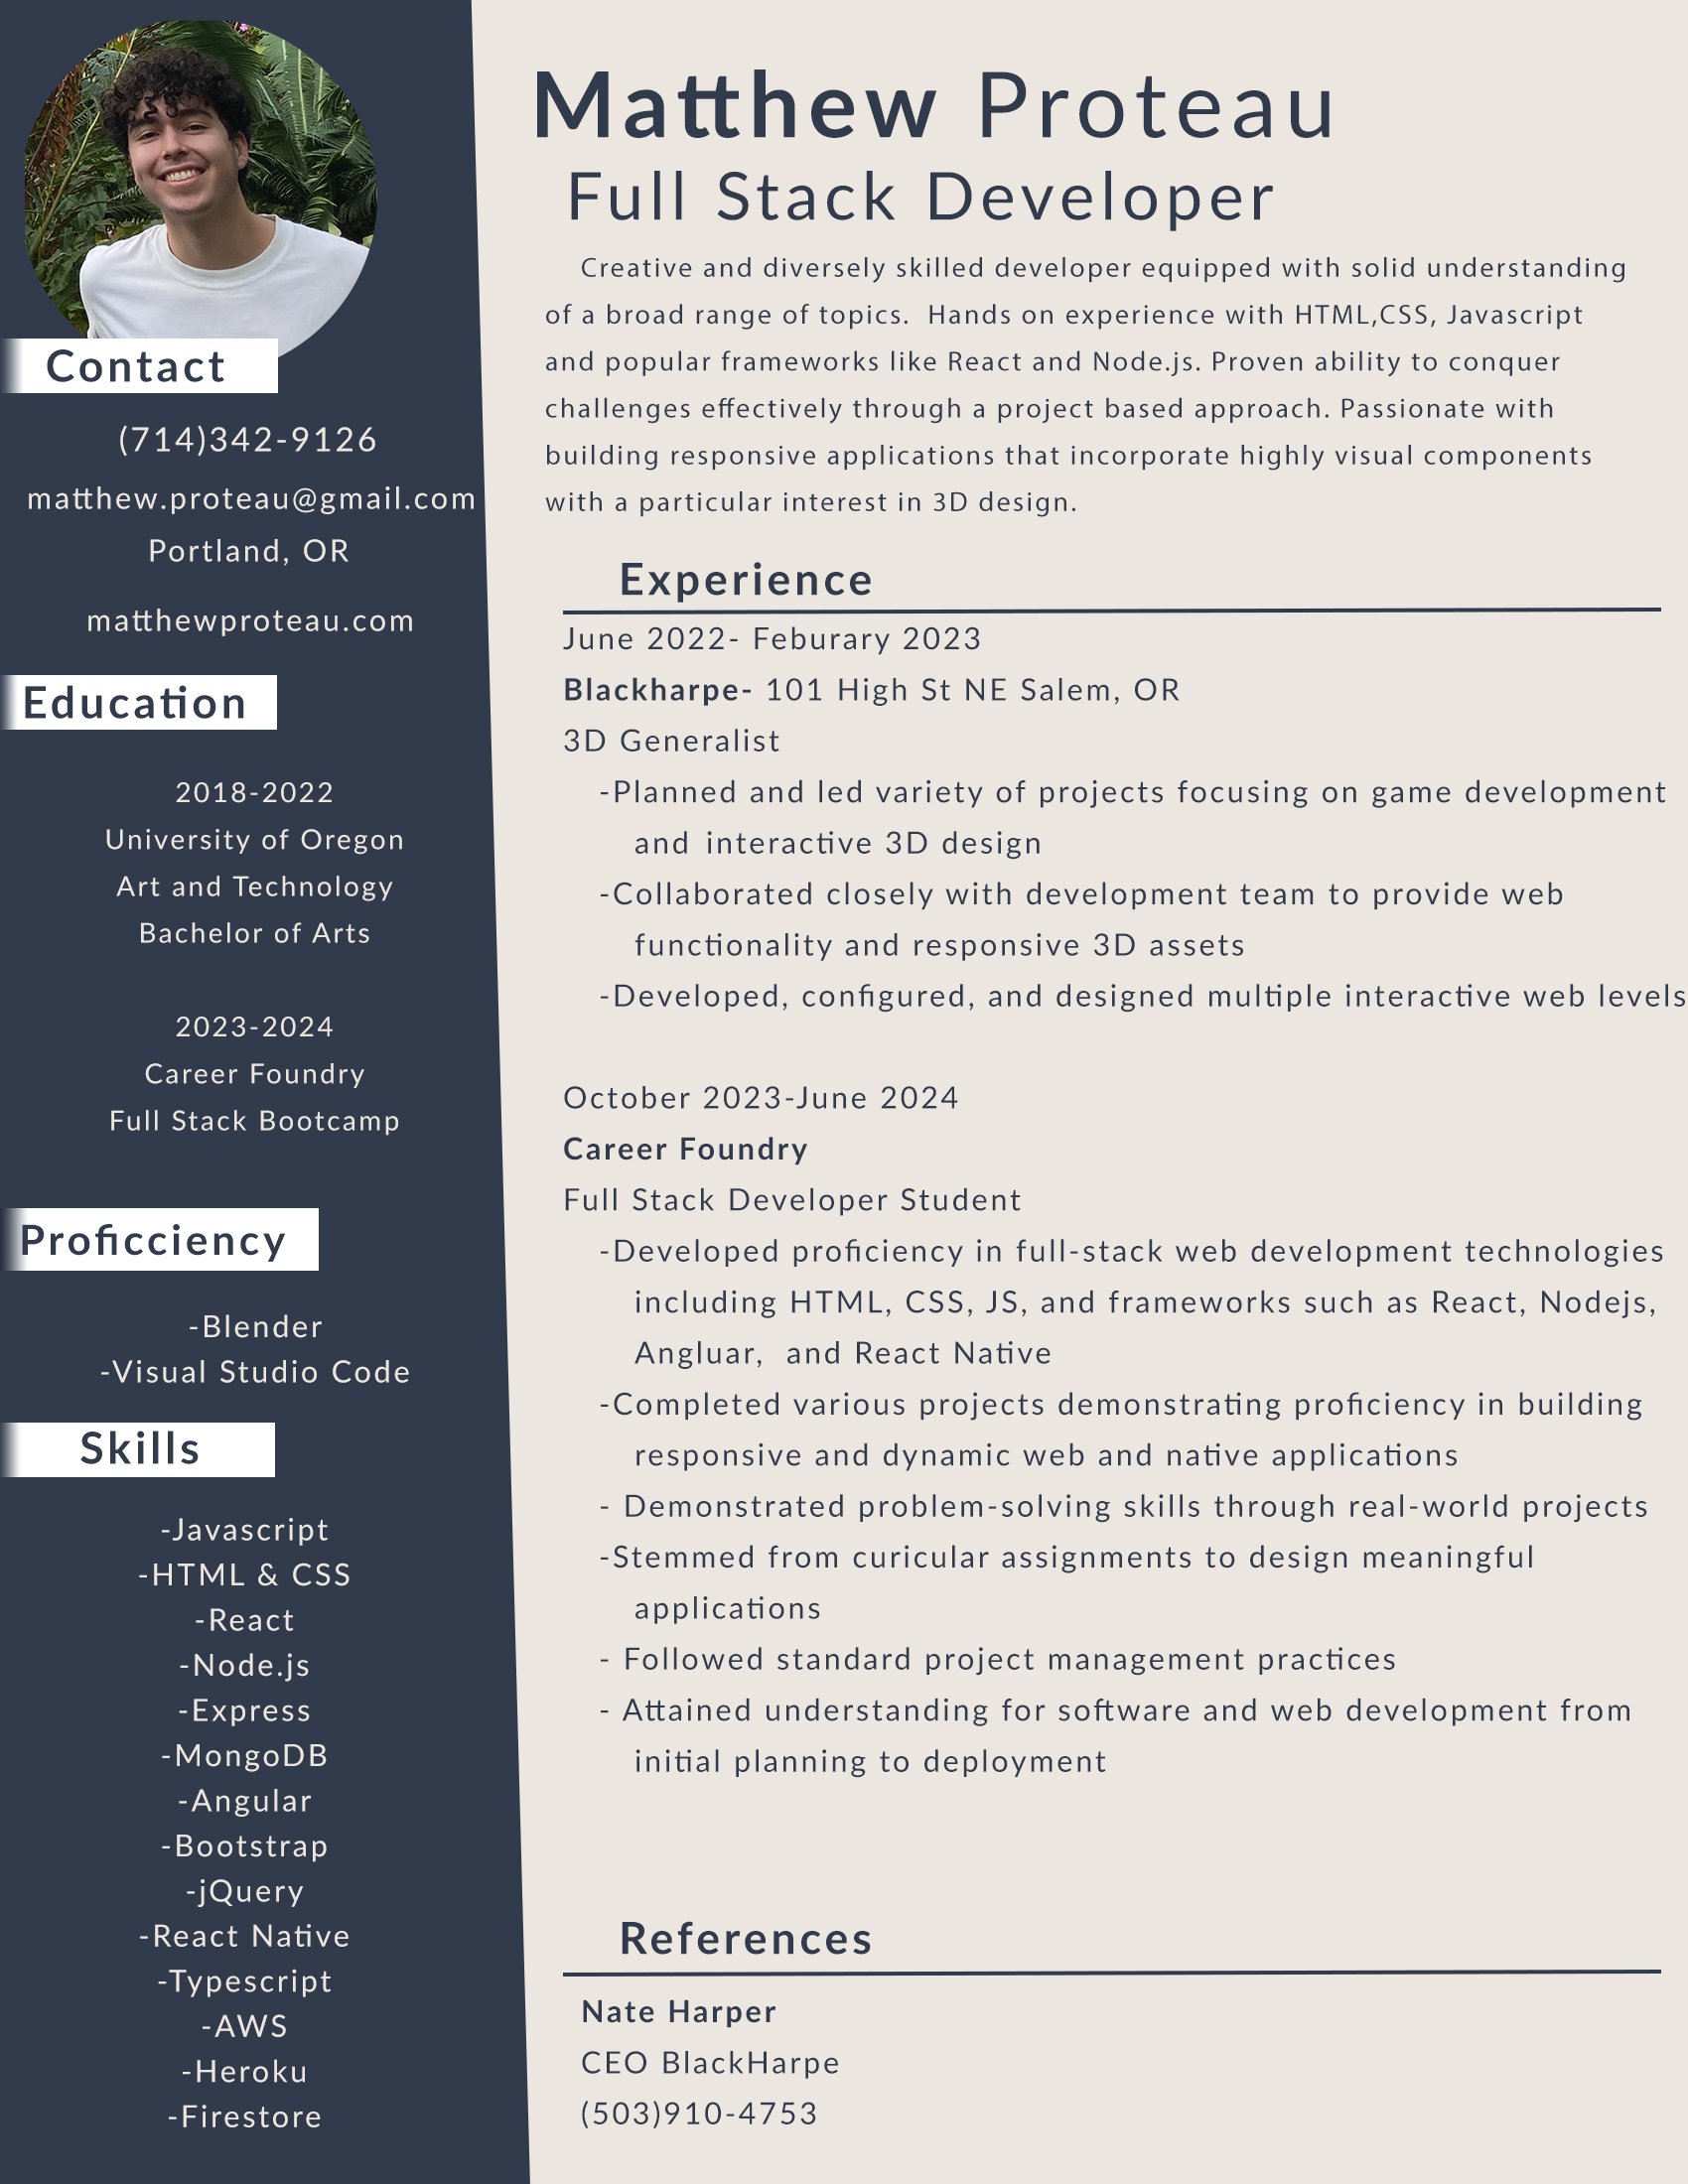 Matthew Proteau
Full Stack Developer
Creative and diversely skilled developer equipped with solid understanding
of a broad range of topics.  Hands on experience with HTML,CSS, Javascript
and popular frameworks like React and Node.js. Proven ability to conquer
challenges effectively through a project based approach. Passionate with
building responsive applications that incorporate highly visual components
with a particular interest in 3D design.
Contact
(714)342-9126
matthew.proteau@gmail.com
Portland, OR
matthewproteau.com
Education
2018-2022
University of Oregon
Art and Technology
Bachelor of Arts
2023-2024
Career Foundry
Full Stack Bootcamp
Proficciency
-Blender
-Visual Studio Code
Skills
-Javascript
-HTML & CSS
-React
-Node.js
-Express
-MongoDB
-Angular
-Bootstrap
-jQuery
-React Native
-Typescript
-AWS
-Heroku
-Firestore
Experience
June 2022- Feburary 2023
Blackharpe- 101 High St NE Salem, OR
3D Generalist
-Planned and led variety of projects focusing on game development
and interactive 3D design
-Collaborated closely with development team to provide web
functionality and responsive 3D assets
-Developed, configured, and designed multiple interactive web levels
October 2023-June 2024
Career Foundry
Full Stack Developer Student
-Developed proficiency in full-stack web development technologies
including HTML, CSS, JS, and frameworks such as React, Nodejs,
Angluar,  and React Native
-Completed various projects demonstrating proficiency in building
responsive and dynamic web and native applications
- Demonstrated problem-solving skills through real-world projects
-Stemmed from curicular assignments to design meaningful
applications
- Followed standard project management practices
- Attained understanding for software and web development from
initial planning to deployment
References
Nate Harper
CEO BlackHarpe
(503)910-4753